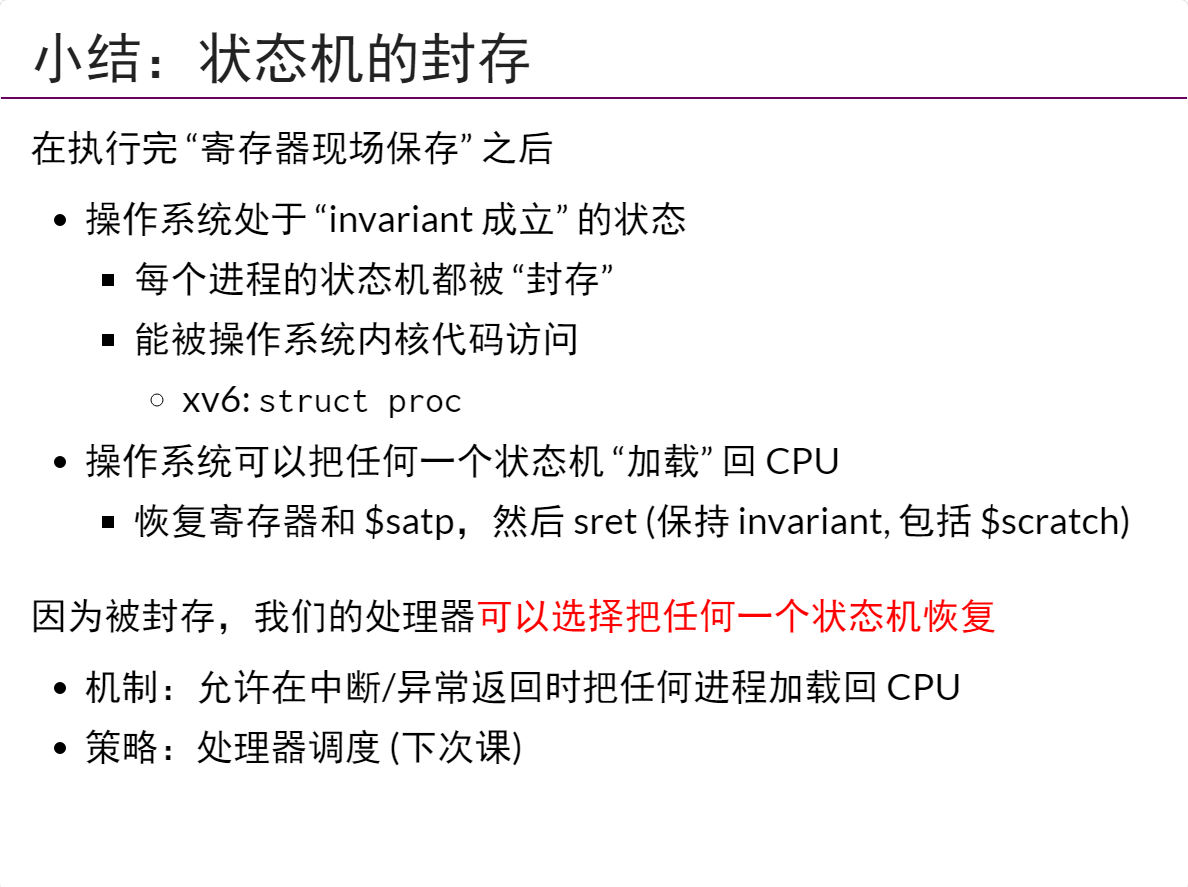 小结：状态机的封存
在执行完 “寄存器现场保存” 之后
操作系统处于 “invariant 成立” 的状态
每个进程的状态机都被 “封存”
能被操作系统内核代码访问
xv6: struct proc
操作系统可以把任何一个状态机 “加载” 回 CPU
恢复寄存器和 $satp，然后 sret (保持 invariant, 包括 $scratch)
因为被封存，我们的处理器可以选择把任何一个状态机恢复
机制：允许在中断/异常返回时把任何进程加载回 CPU
策略：处理器调度 (下次课)